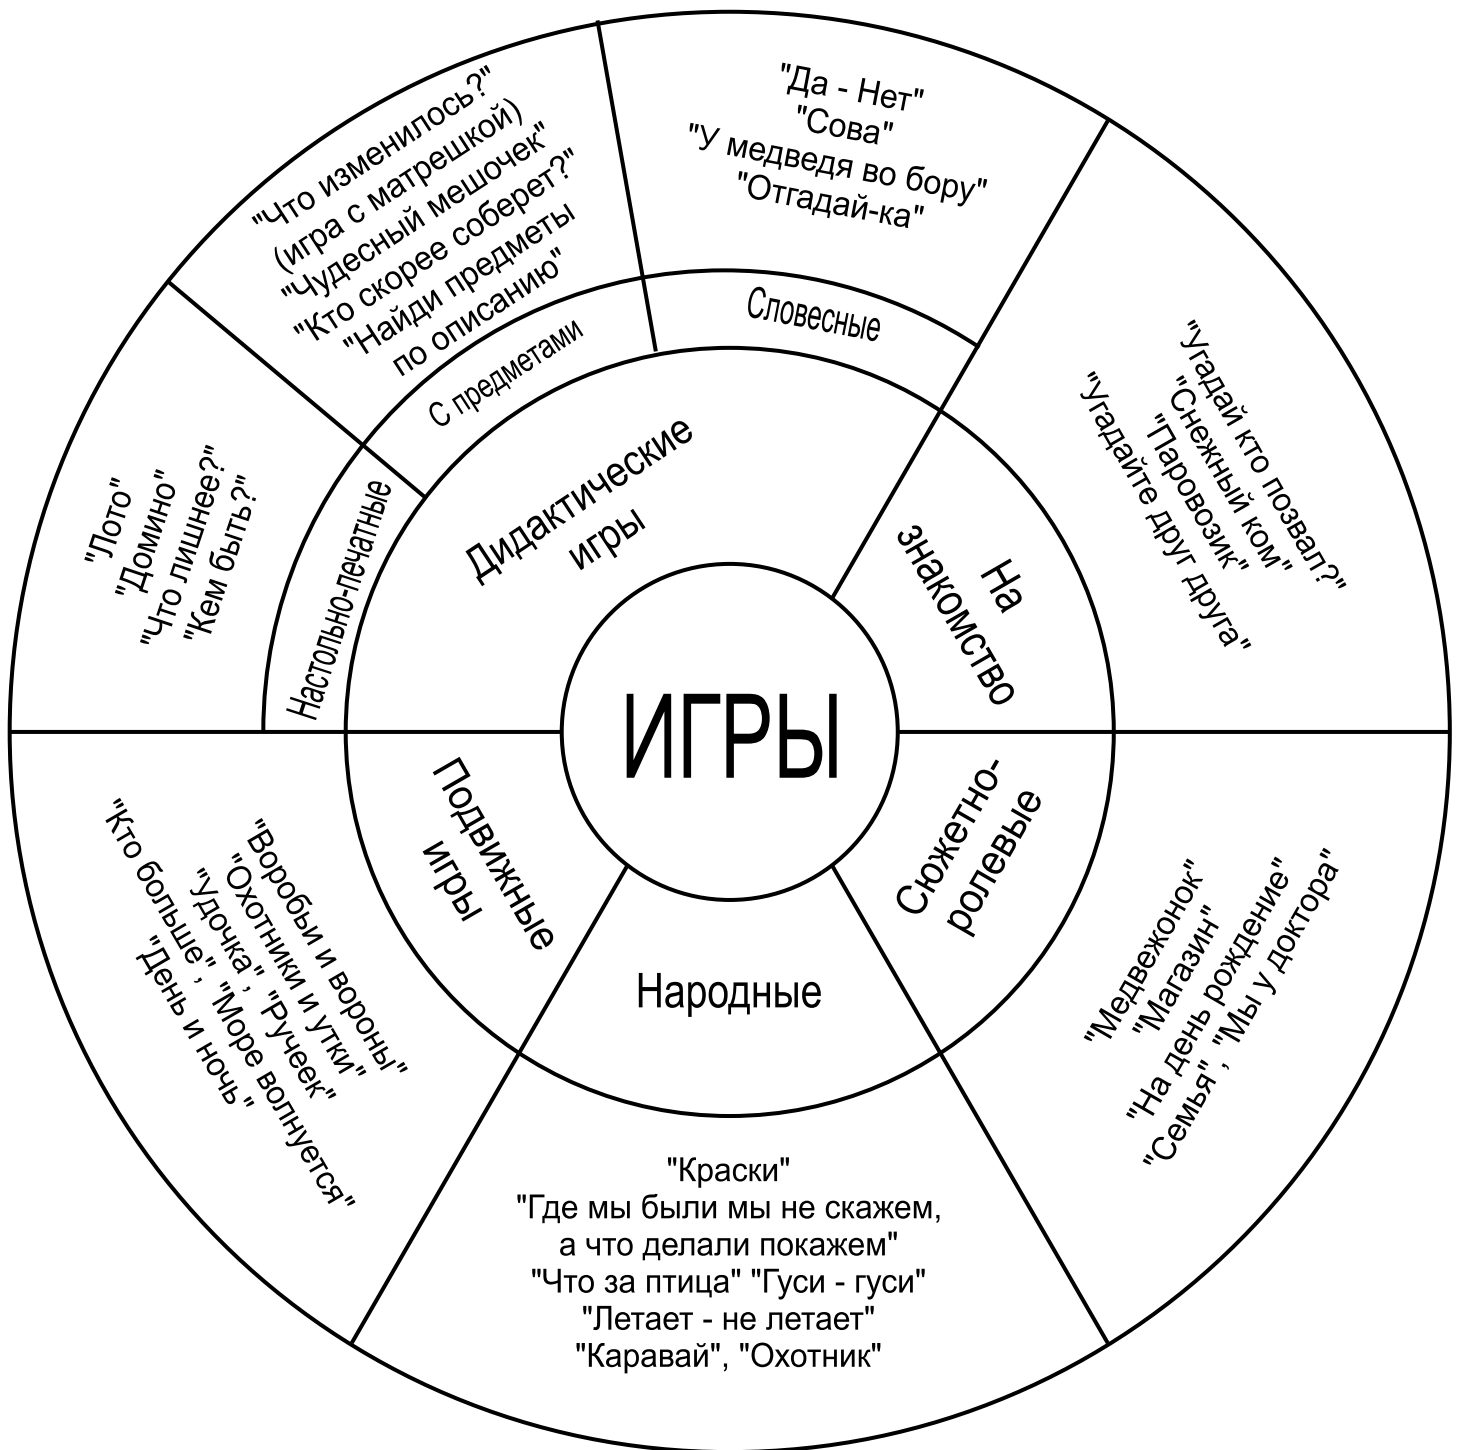 ИГРЫ
Дидактические
игры
Настольно-печатные
"Лото"
"Домино"
"Что лишнее?"
"Кем быть?"
С предметами
"Что изменилось?"
(игра с матрешкой)
"Чудесный мешочек"
"Кто скорее соберет?"
"Найди предметы
по описанию"
Словесные
"Да - Нет"
"Сова"
"У медведя во бору"
"Отгадай-ка"
На
знакомство
"Угадай кто позвал?"
"Снежный ком"
"Паровозик"
"Угадайте друг друга"
Сюжетно-
ролевые
"Медвежонок"
"Магазин"
"На день рождение"
"Семья", "Мы у доктора"
Народные
"Краски"
"Где мы были мы не скажем,
а что делали покажем"
"Что за птица" "Гуси - гуси"
"Летает - не летает"
"Каравай", "Охотник"
Подвижные
игры
"Воробьи и вороны"
"Охотники и утки"
"Удочка", "Ручеек"
"Кто больше", "Море волнуется"
"День и ночь"